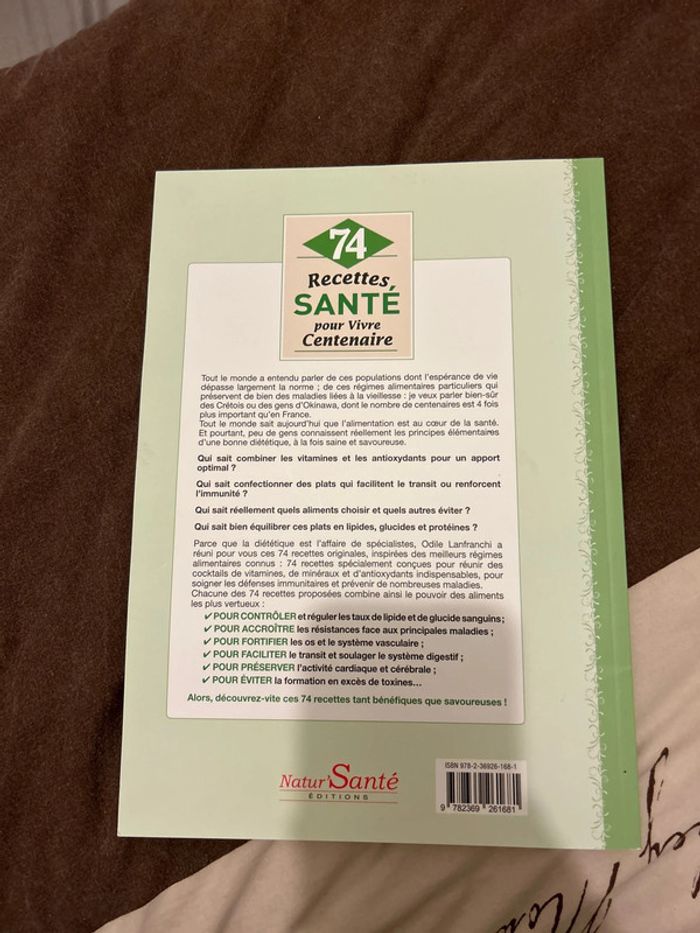 74
Recettes
SANTÉ
pour Vivre
Centenaire
Tout le monde a entendu parler de ces populations dont l'espérance de vie
dépasse largement la norme ; de ces régimes alimentaires particuliers qui
préservent de bien des maladies liées à la vieillesse : je veux parler bien-sûr
des Crétois ou des gens d'Okinawa, dont le nombre de centenaires est 4 fois
plus important qu'en France.
Tout le monde sait aujourd'hui que l'alimentation est au cœur de la santé.
Et pourtant, peu de gens connaissent réellement les principes élémentaires
d'une bonne diététique, à la fois saine et savoureuse.
Qui sait combiner les vitamines et les antioxydants pour un apport
optimal ?
Qui sait confectionner des plats qui facilitent le transit ou renforcent
l'immunité ?
Qui sait réellement quels aliments choisir et quels autres éviter ?
Qui sait bien équilibrer ces plats en lipides, glucides et protéines ?
Parce que la diététique est l'affaire de spécialistes, Odile Lanfranchi a
réuni pour vous ces 74 recettes originales, inspirées des meilleurs régimes
alimentaires connus : 74 recettes spécialement conçues pour réunir des
cocktails de vitamines, de minéraux et d'antioxydants indispensables, pour
soigner les défenses immunitaires et prévenir de nombreuses maladies.
Chacune des 74 recettes proposées combine ainsi le pouvoir des aliments
les plus vertueux :
✓ POUR CONTRÔLER et réguler les taux de lipide et de glucide sanguins ;
✓ POUR ACCROÎTRE les résistances face aux principales maladies ;
✓ POUR FORTIFIER les os et le système vasculaire ;
✓ POUR FACILITER le transit et soulager le système digestif ;
✓ POUR PRÉSERVER l'activité cardiaque et cérébrale ;
✓ POUR ÉVITER la formation en excès de toxines...
Alors, découvrez-vite ces 74 recettes tant bénéfiques que savoureuses !
Natur'Santé
ÉDITIONS
ISBN 978-2-36926-168-1
9 782369 261681